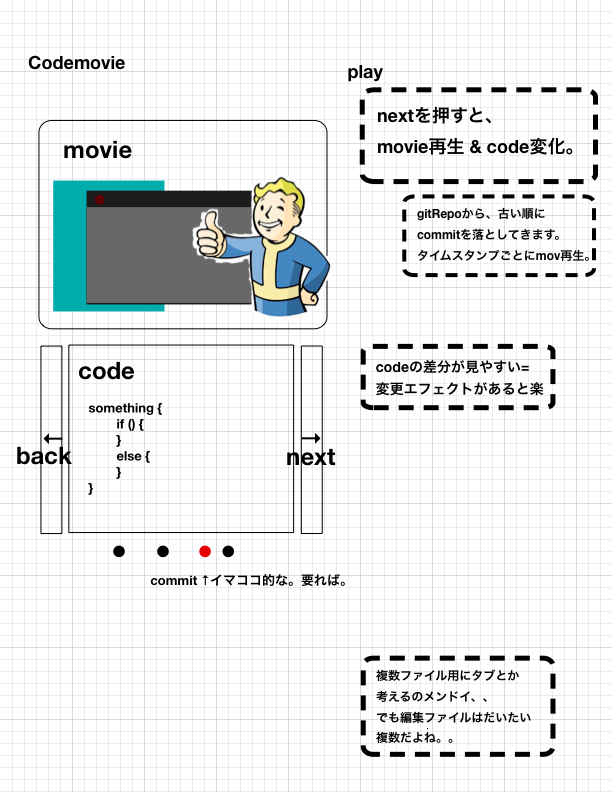 Codemovie
play
nextを押すと、
movie再生 & code変化。
movie
gitRepoから、古い順に
commitを落としてきます。
タイムスタンプごとにmov再生。
codeの差分が見やすい=
変更エフェクトがあると楽
code
something {
if () {
}
else {
}
}
back
next
commit ↑イマココ的な。要れば。
複数ファイル用にタブとか
考えるのメンドイ、、
でも編集ファイルはだいたい
複数だよね。。